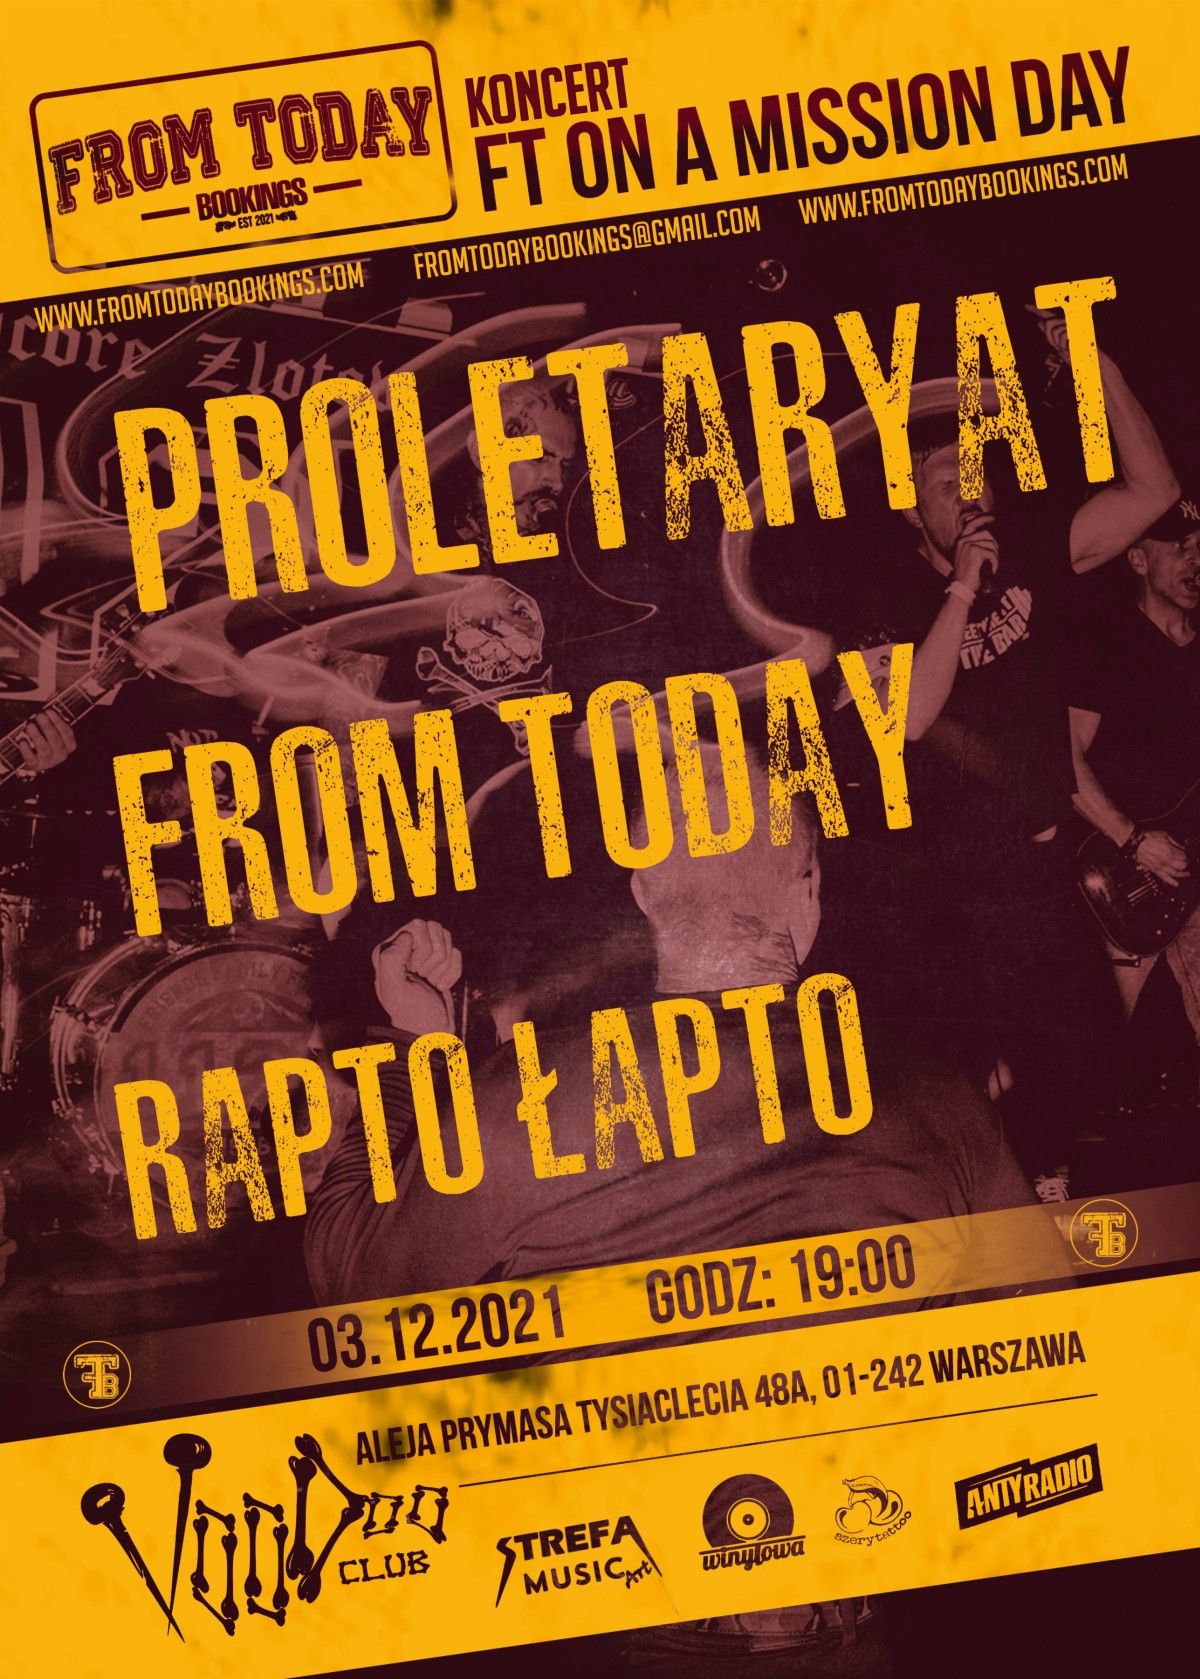 FROM TODAY
BOOKINGS
EST 2021
KONCERT
FT ON A MISSION DAY
WWW.FROMTODAYBOOKINGS.COM
FROMTODAYBOOKINGS@GMAIL.COM
WWW.FROMTODAYBOOKINGS.COM
core Zlotey
PROLETARYAT
FROM TODAY
RAPTO ŁAPTO
03.12.2021 GODZ: 19:00
ALEJA PRYMASA TYSIACLECIA 48A, 01-242 WARSZAWA
VOODOO
CLUB
STREFA
MUSIC Art
winylowa
szerytattoo
ANTYRADIO